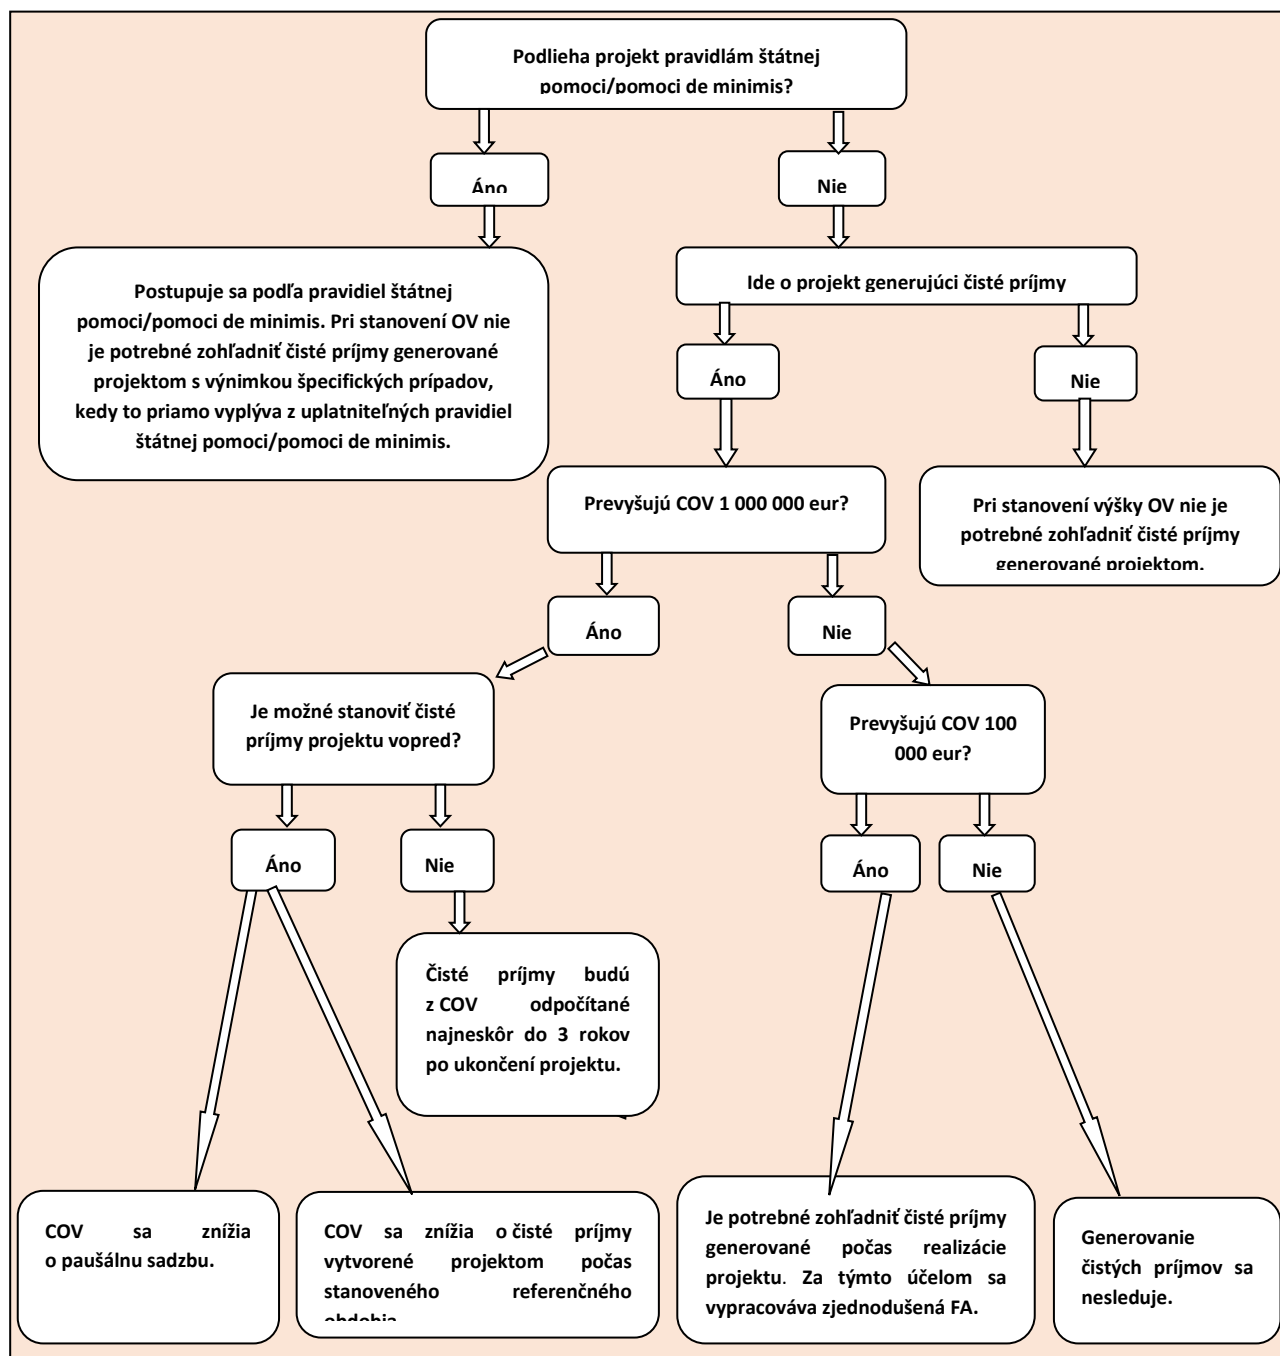 Podlieha projekt pravidlám štátnej
pomoci/pomoci de minimis?
Áno
Nie
Postupuje sa podľa pravidiel štátnej
pomoci/pomoci de minimis. Pri stanovení OV nie
je potrebné zohľadniť čisté príjmy generované
projektom s výnimkou špecifických prípadov,
kedy to priamo vyplýva z uplatniteľných pravidiel
štátnej pomoci/pomoci de minimis.
Ide o projekt generujúci čisté príjmy
Áno
Nie
Prevyšujú COV 1 000 000 eur?
Pri stanovení výšky OV nie je
potrebné zohľadniť čisté príjmy
generované projektom.
Áno
Nie
Je možné stanoviť čisté
príjmy projektu vopred?
Prevyšujú COV 100
000 eur?
Áno
Nie
Áno
Nie
Čisté príjmy budú
z COV odpočítané
najneskôr do 3 rokov
po ukončení projektu.
COV sa znížia
o paušálnu sadzbu.
COV sa znížia o čisté príjmy
vytvorené projektom počas
stanoveného referenčného
obdobia.
Je potrebné zohľadniť čisté príjmy
generované počas realizácie
projektu. Za týmto účelom sa
vypracováva zjednodušená FA.
Generovanie
čistých príjmov sa
nesleduje.